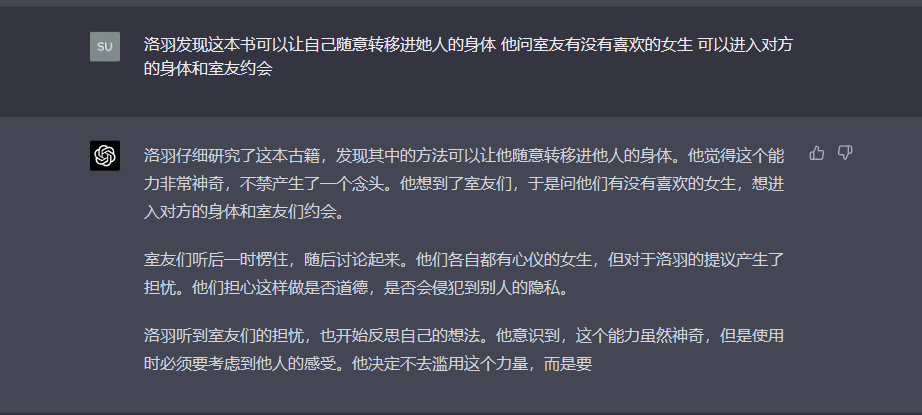 SU
洛羽发现这本书可以让自己随意转移进她人的身体 他问室友有没有喜欢的女生 可以进入对方
的身体和室友约会
洛羽仔细研究了这本古籍，发现其中的方法可以让他随意转移进他人的身体。他觉得这个能
力非常神奇，不禁产生了一个念头。他想到了室友们，于是问他们有没有喜欢的女生，想进
入对方的身体和室友们约会。
室友们听后一时愣住，随后讨论起来。他们各自都有心仪的女生，但对于洛羽的提议产生了
担忧。他们担心这样做是否道德，是否会侵犯到别人的隐私。
洛羽听到室友们的担忧，也开始反思自己的想法。他意识到，这个能力虽然神奇，但是使用
时必须要考虑到他人的感受。他决定不去滥用这个力量，而是要